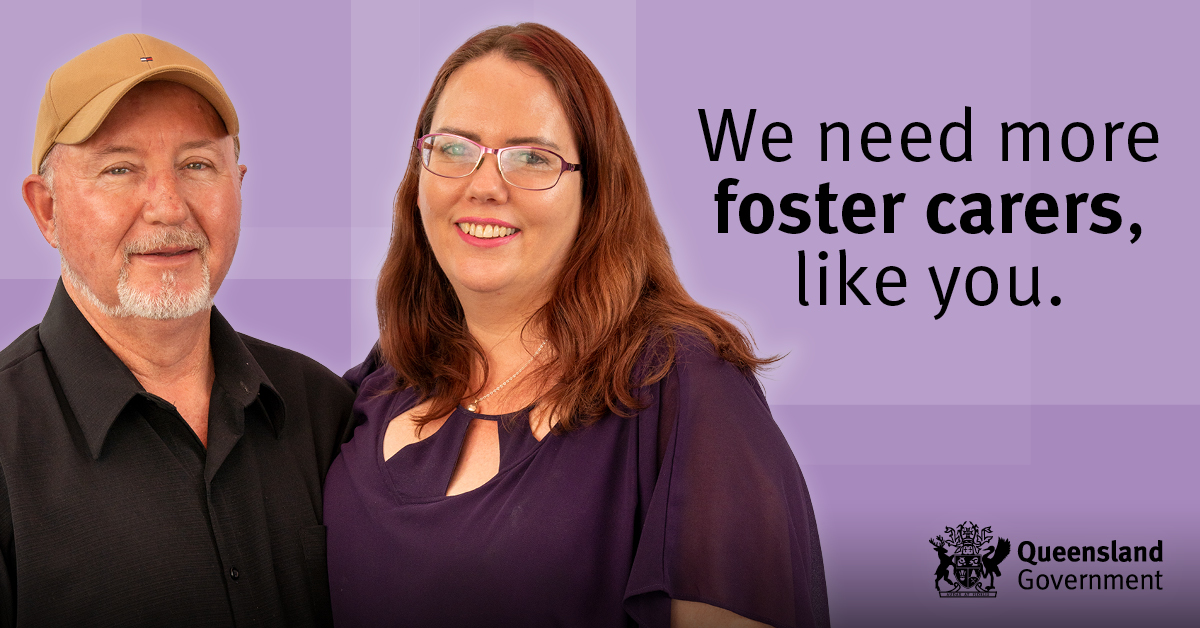 We need more
foster carers,
like you.
Queensland
Government